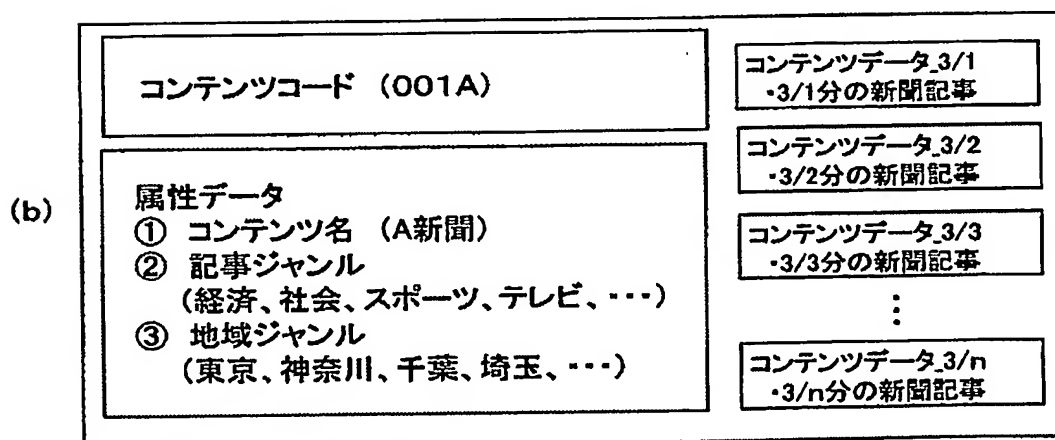 (b)
コンテンツコード (001A)
属性データ
① コンテンツ名 (A新聞)
② 記事ジャンル
(経済、社会、スポーツ、テレビ、・・・)
③ 地域ジャンル
(東京、神奈川、千葉、埼玉、・・・)
コンテンツデータ_3/1
・3/1分の新聞記事
コンテンツデータ_3/2
・3/2分の新聞記事
コンテンツデータ_3/3
・3/3分の新聞記事
⋮
コンテンツデータ_3/n
・3/n分の新聞記事